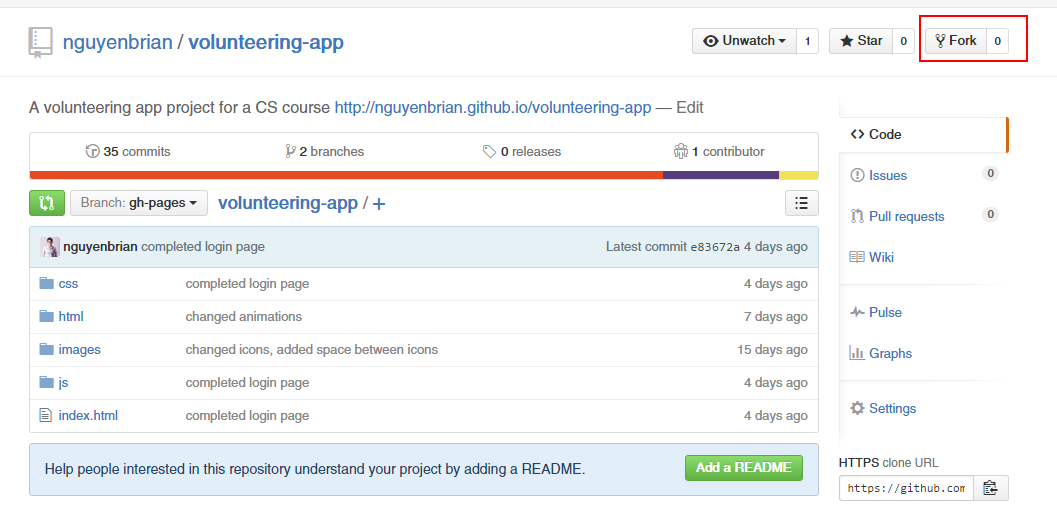 nguyenbrian / volunteering-app
Unwatch 1 Star 0 Fork 0
A volunteering app project for a CS course http://nguyenbrian.github.io/volunteering-app — Edit
35 commits 2 branches 0 releases 1 contributor
Branch: gh-pages volunteering-app / +
nguyenbrian completed login page Latest commit e83672a 4 days ago
css completed login page 4 days ago
html changed animations 7 days ago
images changed icons, added space between icons 15 days ago
js completed login page 4 days ago
index.html completed login page 4 days ago
Help people interested in this repository understand your project by adding a README. Add a README
Code
Issues 0
Pull requests 0
Wiki
Pulse
Graphs
Settings
HTTPS clone URL
https://github.com